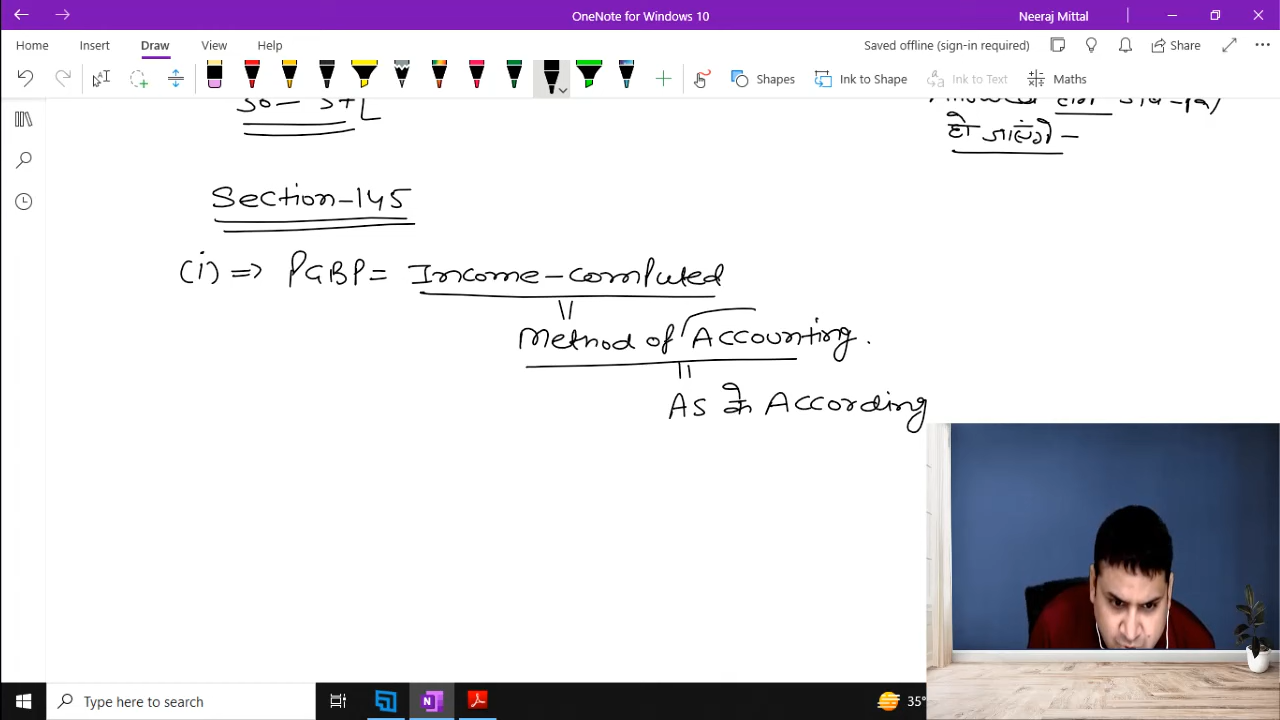 OneNote for Windows 10
Neeraj Mittal
Home Insert Draw View Help
Saved offline (sign-in required) Share
Shapes Ink to Shape Ink to Text Maths
हो जाएंगे -
Section-145
(i) ⇒ PGBP = Income-computed
Method of Accounting.
As के According
Type here to search
35°